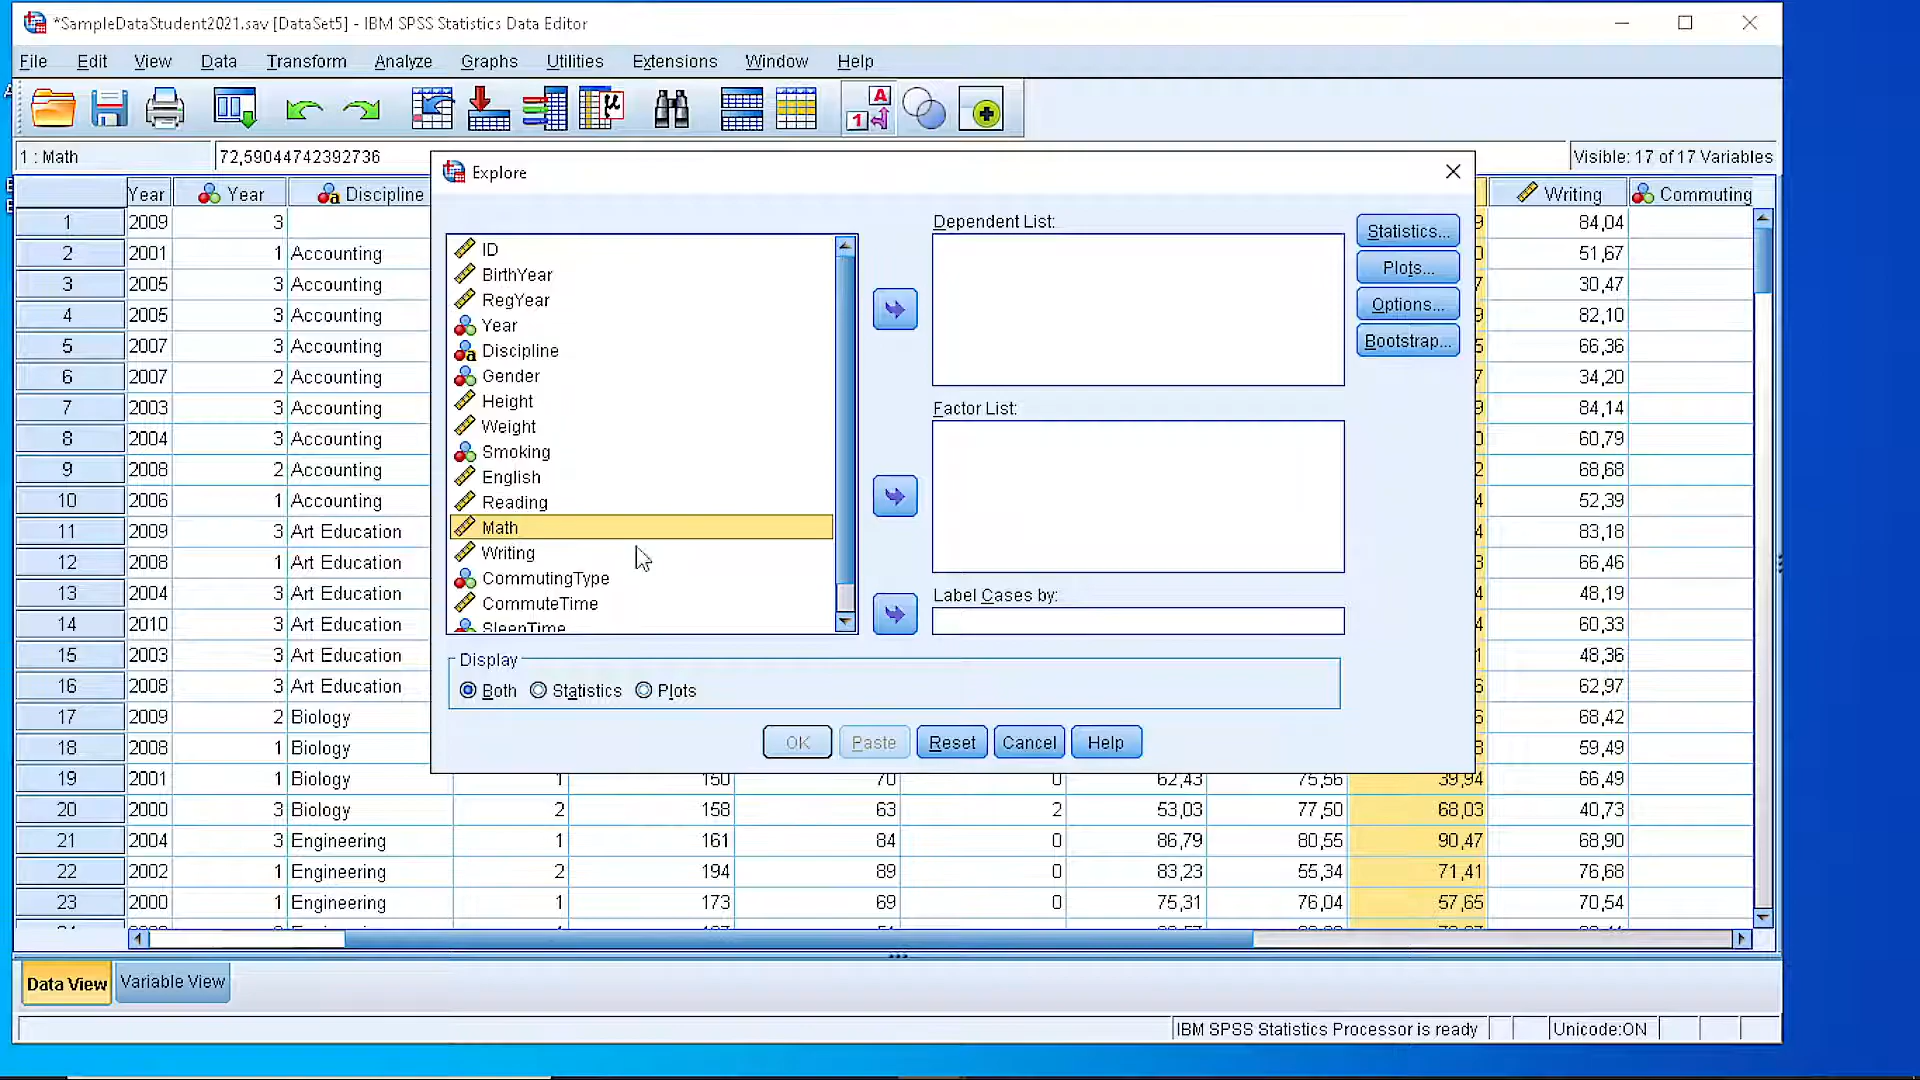 *SampleDataStudent2021.sav [DataSet5] - IBM SPSS Statistics Data Editor
File Edit View Data Transform Analyze Graphs Utilities Extensions Window Help
1 : Math 72,59044742392736 Visible: 17 of 17 Variables
Year Year Discipline Writing Commuting
1 2009 3 84,04
2 2001 1 Accounting 51,67
3 2005 3 Accounting 30,47
4 2005 3 Accounting 82,10
5 2007 3 Accounting 66,36
6 2007 2 Accounting 34,20
7 2003 3 Accounting 84,14
8 2004 3 Accounting 60,79
9 2008 2 Accounting 68,68
10 2006 1 Accounting 52,39
11 2009 3 Art Education 83,18
12 2008 1 Art Education 66,46
13 2004 3 Art Education 48,19
14 2010 3 Art Education 60,33
15 2003 3 Art Education 48,36
16 2008 3 Art Education 62,97
17 2009 2 Biology 68,42
18 2008 1 Biology 59,49
19 2001 1 Biology 1 150 70 0 62,43 75,56 39,94 66,49
20 2000 3 Biology 2 158 63 2 53,03 77,50 68,03 40,73
21 2004 3 Engineering 1 161 84 0 86,79 80,55 90,47 68,90
22 2002 1 Engineering 2 194 89 0 83,23 55,34 71,41 76,68
23 2000 1 Engineering 1 173 69 0 75,31 76,04 57,65 70,54
Explore
ID
BirthYear
RegYear
Year
Discipline
Gender
Height
Weight
Smoking
English
Reading
Math
Writing
CommutingType
CommuteTime
SleepTime
Dependent List:
Factor List:
Label Cases by:
Statistics...
Plots...
Options...
Bootstrap...
Display
Both Statistics Plots
OK Paste Reset Cancel Help
Data View Variable View
IBM SPSS Statistics Processor is ready Unicode:ON